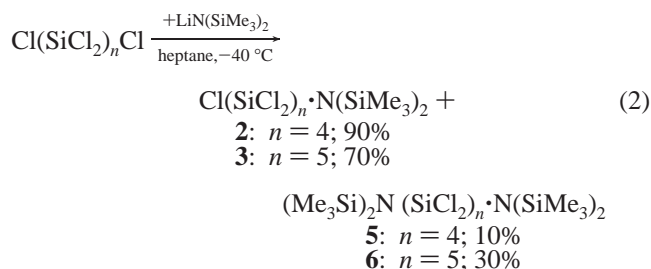 +LiN(SiMe₃)₂
Cl(SiCl₂)ₙCl
heptane,−40 °C
Cl(SiCl₂)ₙ·N(SiMe₃)₂ + (2)
2: n = 4; 90%
3: n = 5; 70%
(Me₃Si)₂N (SiCl₂)ₙ·N(SiMe₃)₂
5: n = 4; 10%
6: n = 5; 30%